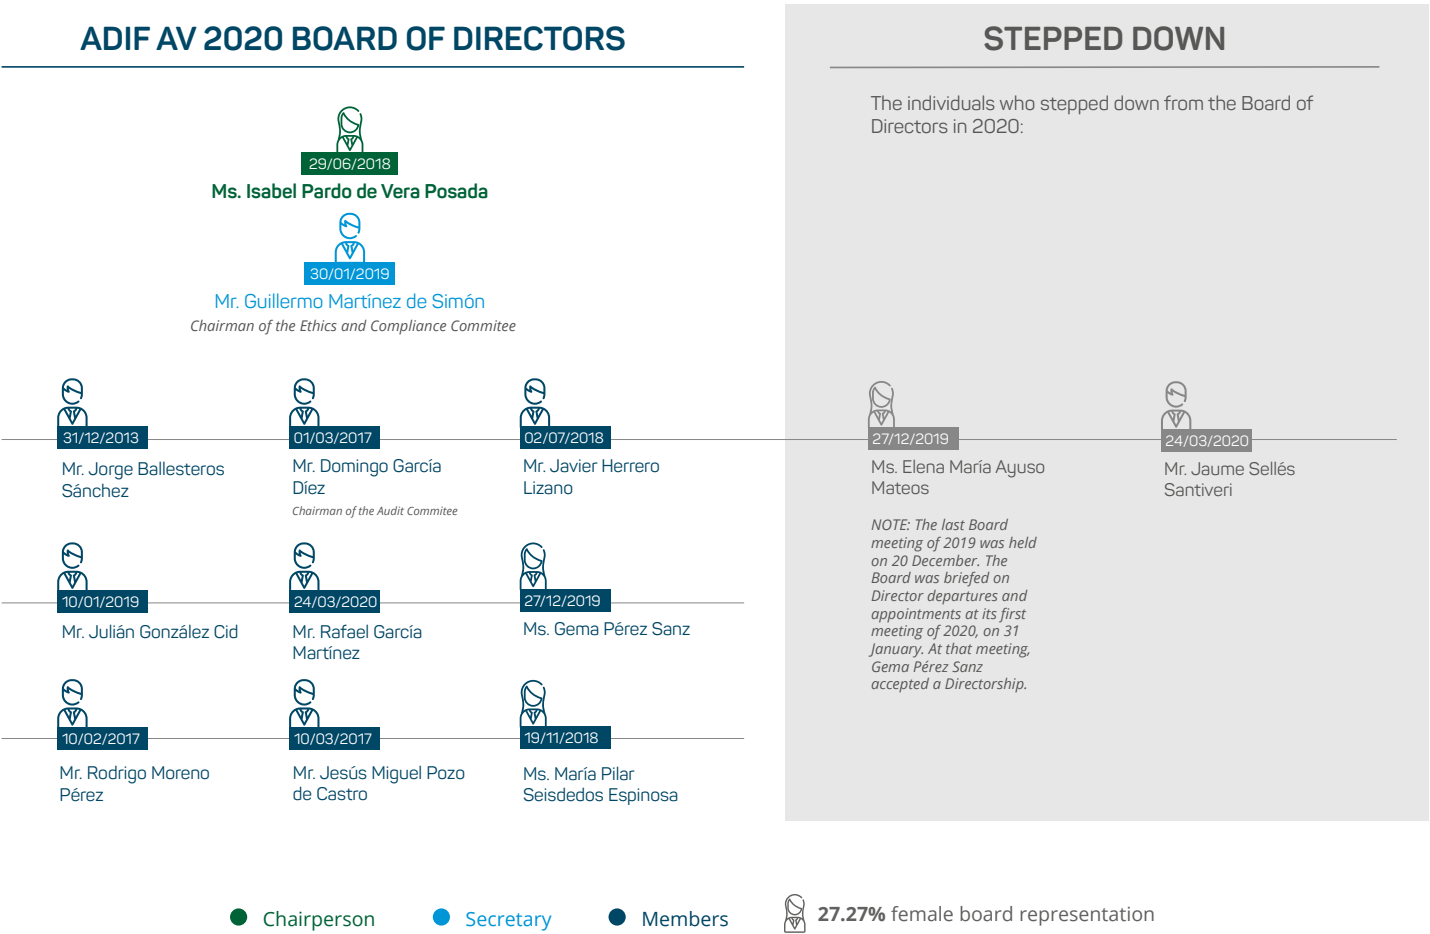 ADIF AV 2020 BOARD OF DIRECTORS
29/06/2018
Ms. Isabel Pardo de Vera Posada
30/01/2019
Mr. Guillermo Martínez de Simón
Chairman of the Ethics and Compliance Commitee
31/12/2013
Mr. Jorge Ballesteros
Sánchez
01/03/2017
Mr. Domingo García
Díez
Chairman of the Audit Commitee
02/07/2018
Mr. Javier Herrero
Lizano
10/01/2019
Mr. Julián González Cid
24/03/2020
Mr. Rafael García
Martínez
27/12/2019
Ms. Gema Pérez Sanz
10/02/2017
Mr. Rodrigo Moreno
Pérez
10/03/2017
Mr. Jesús Miguel Pozo
de Castro
19/11/2018
Ms. María Pilar
Seisdedos Espinosa
STEPPED DOWN
The individuals who stepped down from the Board of
Directors in 2020:
27/12/2019
Ms. Elena María Ayuso
Mateos
NOTE: The last Board
meeting of 2019 was held
on 20 December. The
Board was briefed on
Director departures and
appointments at its first
meeting of 2020, on 31
January. At that meeting,
Gema Pérez Sanz
accepted a Directorship.
24/03/2020
Mr. Jaume Sellés
Santiveri
Chairperson
Secretary
Members
27.27% female board representation